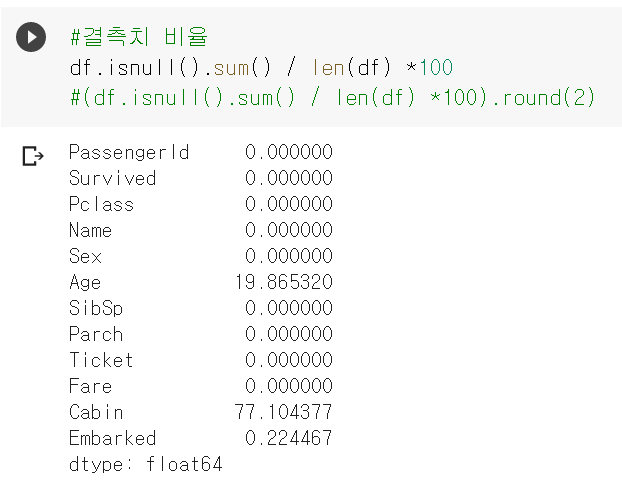 #결측치 비율
df.isnull().sum() / len(df) *100
#(df.isnull().sum() / len(df) *100).round(2)
PassengerId 0.000000
Survived 0.000000
Pclass 0.000000
Name 0.000000
Sex 0.000000
Age 19.865320
SibSp 0.000000
Parch 0.000000
Ticket 0.000000
Fare 0.000000
Cabin 77.104377
Embarked 0.224467
dtype: float64